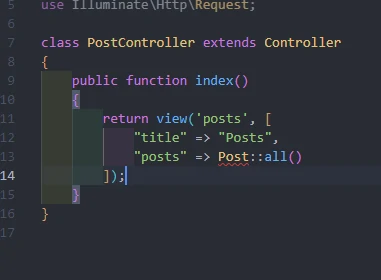 5 use Illuminate\Http\Request;
6
7 class PostController extends Controller
8 {
9     public function index()
10     {
11         return view('posts', [
12             "title" => "Posts",
13             "posts" => Post::all()
14         ]);
15     }
16 }
17